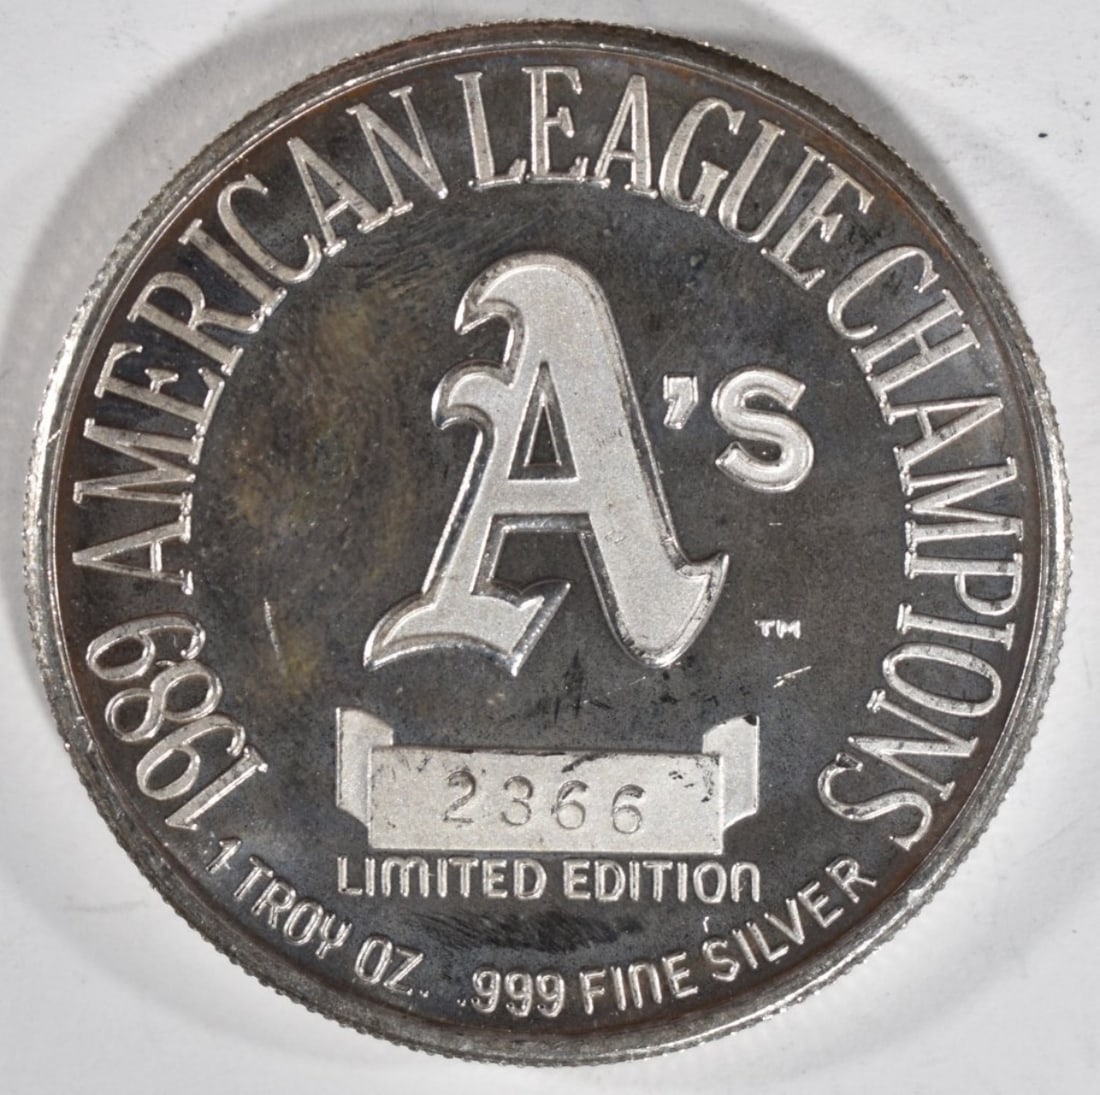 1989 AMERICAN LEAGUE CHAMPIONS
A'S
TM
2366
LIMITED EDITION
1 TROY OZ. .999 FINE SILVER